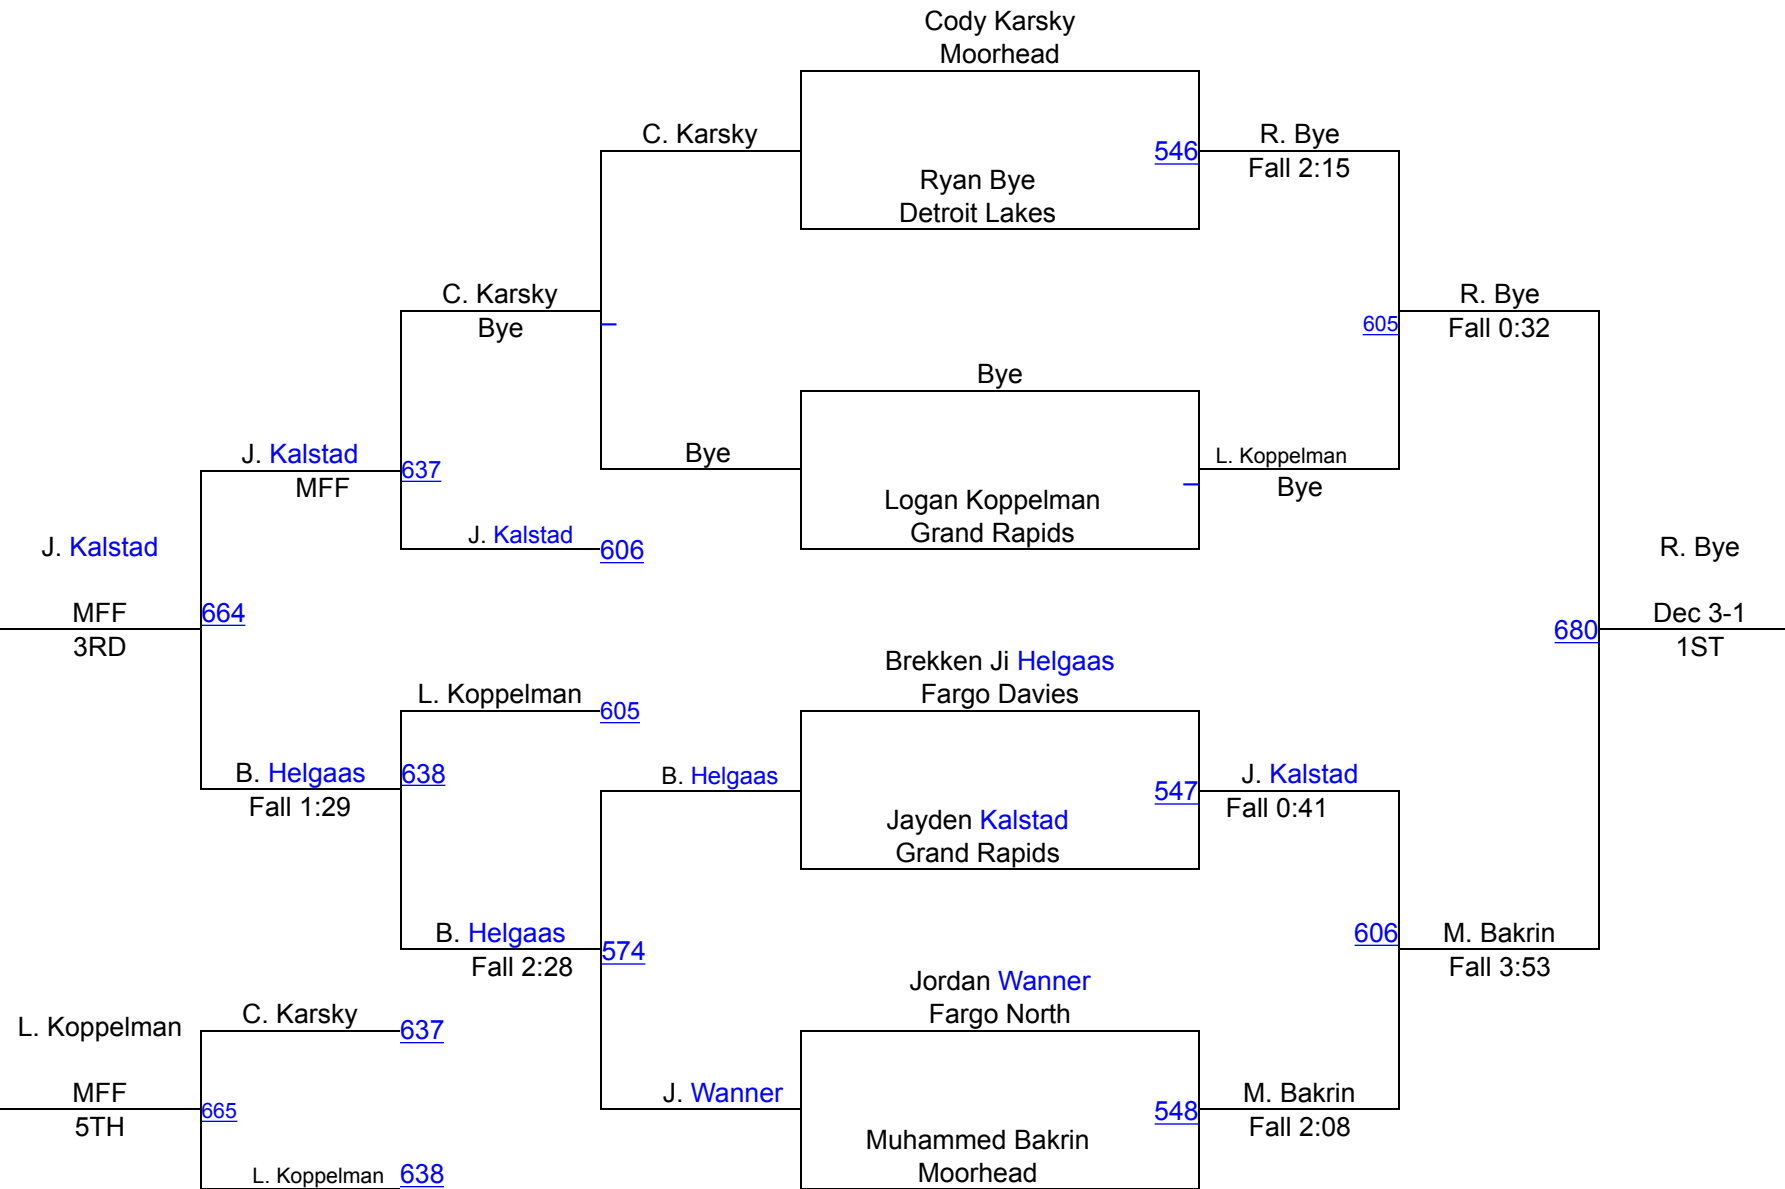 Cody Karsky
Moorhead
C. Karsky
546
R. Bye
Fall 2:15
Ryan Bye
Detroit Lakes
C. Karsky
Bye
R. Bye
605
Fall 0:32
Bye
J. Kalstad
637
MFF
Bye
L. Koppelman
Bye
Logan Koppelman
Grand Rapids
J. Kalstad
606
J. Kalstad
R. Bye
MFF
664
3RD
680
Dec 3-1
1ST
Brekken Ji Helgaas
Fargo Davies
L. Koppelman
605
B. Helgaas
638
Fall 1:29
B. Helgaas
547
J. Kalstad
Fall 0:41
Jayden Kalstad
Grand Rapids
B. Helgaas
574
Fall 2:28
606
M. Bakrin
Fall 3:53
Jordan Wanner
Fargo North
L. Koppelman
C. Karsky
637
MFF
665
5TH
J. Wanner
548
M. Bakrin
Fall 2:08
Muhammed Bakrin
Moorhead
L. Koppelman
638